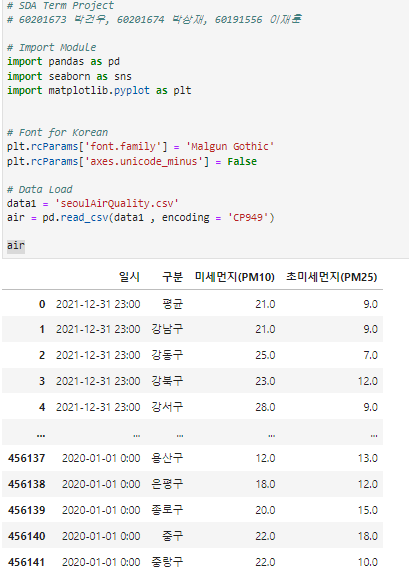 # SDA Term Project
# 60201673 박건우, 60201674 박상재, 60191556 이재훈
# Import Module
import pandas as pd
import seaborn as sns
import matplotlib.pyplot as plt
# Font for Korean
plt.rcParams['font.family'] = 'Malgun Gothic'
plt.rcParams['axes.unicode_minus'] = False
# Data Load
data1 = 'seoulAirQuality.csv'
air = pd.read_csv(data1 , encoding = 'CP949')
air
일시 구분 미세먼지(PM10) 초미세먼지(PM25)
0 2021-12-31 23:00 평균 21.0 9.0
1 2021-12-31 23:00 강남구 21.0 9.0
2 2021-12-31 23:00 강동구 25.0 7.0
3 2021-12-31 23:00 강북구 23.0 12.0
4 2021-12-31 23:00 강서구 28.0 9.0
... ... ... ... ...
456137 2020-01-01 0:00 용산구 12.0 13.0
456138 2020-01-01 0:00 은평구 18.0 12.0
456139 2020-01-01 0:00 종로구 20.0 15.0
456140 2020-01-01 0:00 중구 22.0 18.0
456141 2020-01-01 0:00 중랑구 22.0 10.0